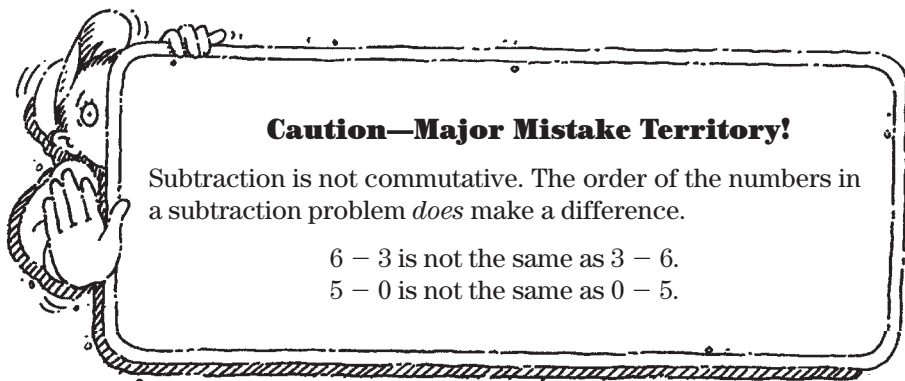 Caution—Major Mistake Territory!
Subtraction is not commutative. The order of the numbers in
a subtraction problem does make a difference.
6 − 3 is not the same as 3 − 6.
5 − 0 is not the same as 0 − 5.